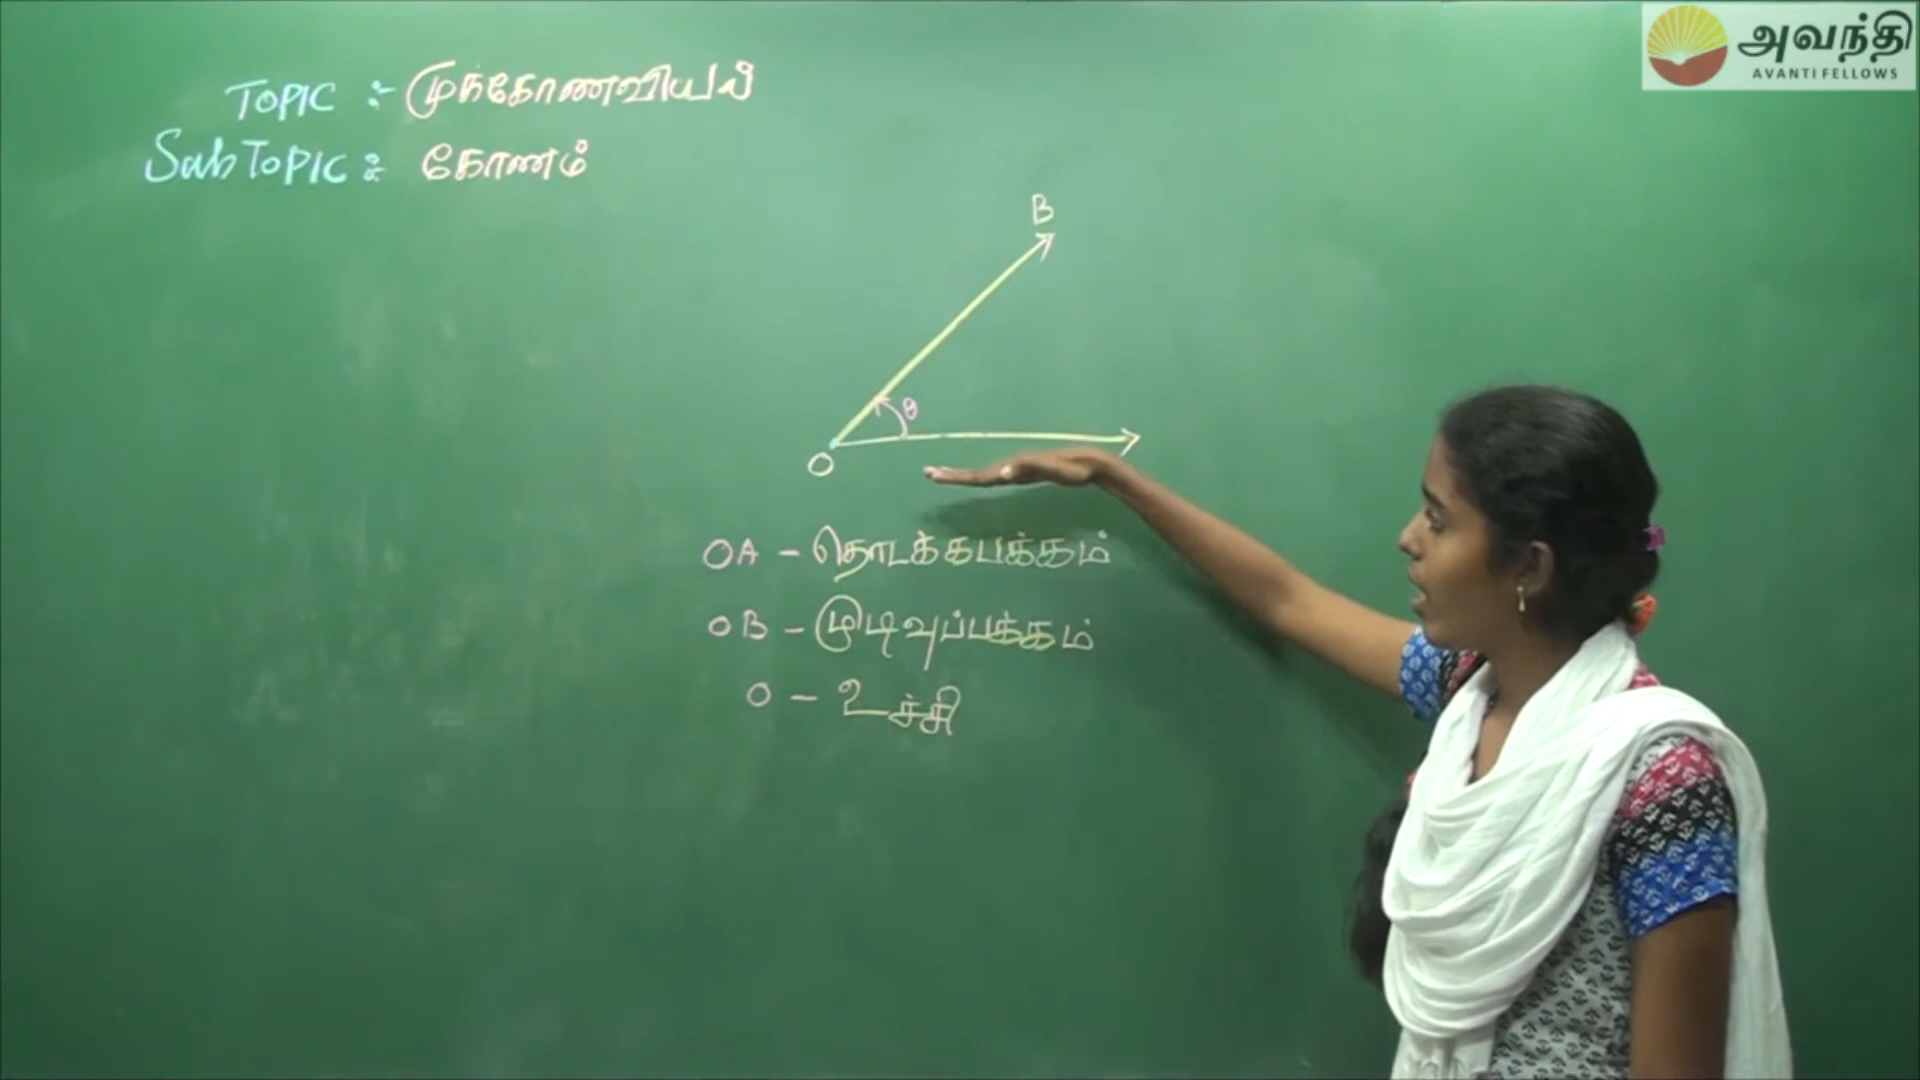 அவந்தி
AVANTI FELLOWS
TOPIC :- முக்கோணவியல்
SubTOPIC : கோணம்
B
θ
O
OA - தொடக்கபக்கம்
OB - முடிவுப்பக்கம்
O - உச்சி